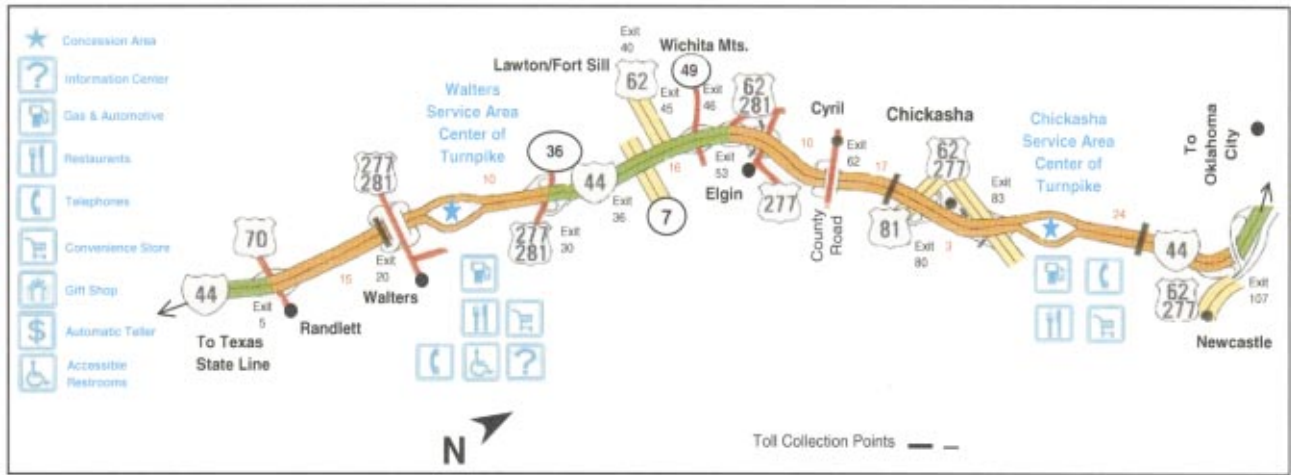 Concession Area
Information Center
Gas & Automotive
Restaurents
Telephones
Convenience Store
Gift Shop
Automatic Teller
Accessible
Restrooms
44
To Texas
State Line
70
Exit
5
Randlett
15
277
281
Exit
20
Walters
Walters
Service Area
Center of
Turnpike
10
36
277
281
Exit
30
44
Exit
36
Lawton/Fort Sill
Exit
40
62
7
16
Exit
45
Wichita Mts.
49
Exit
46
Exit
53
62
281
Elgin
277
10
Cyril
Exit
62
County
Road
17
81
Exit
80
Chickasha
62
277
3
Exit
83
Chickasha
Service Area
Center of
Turnpike
24
44
To
Oklahoma
City
62
277
Exit
107
Newcastle
?
$
?
N
Toll Collection Points